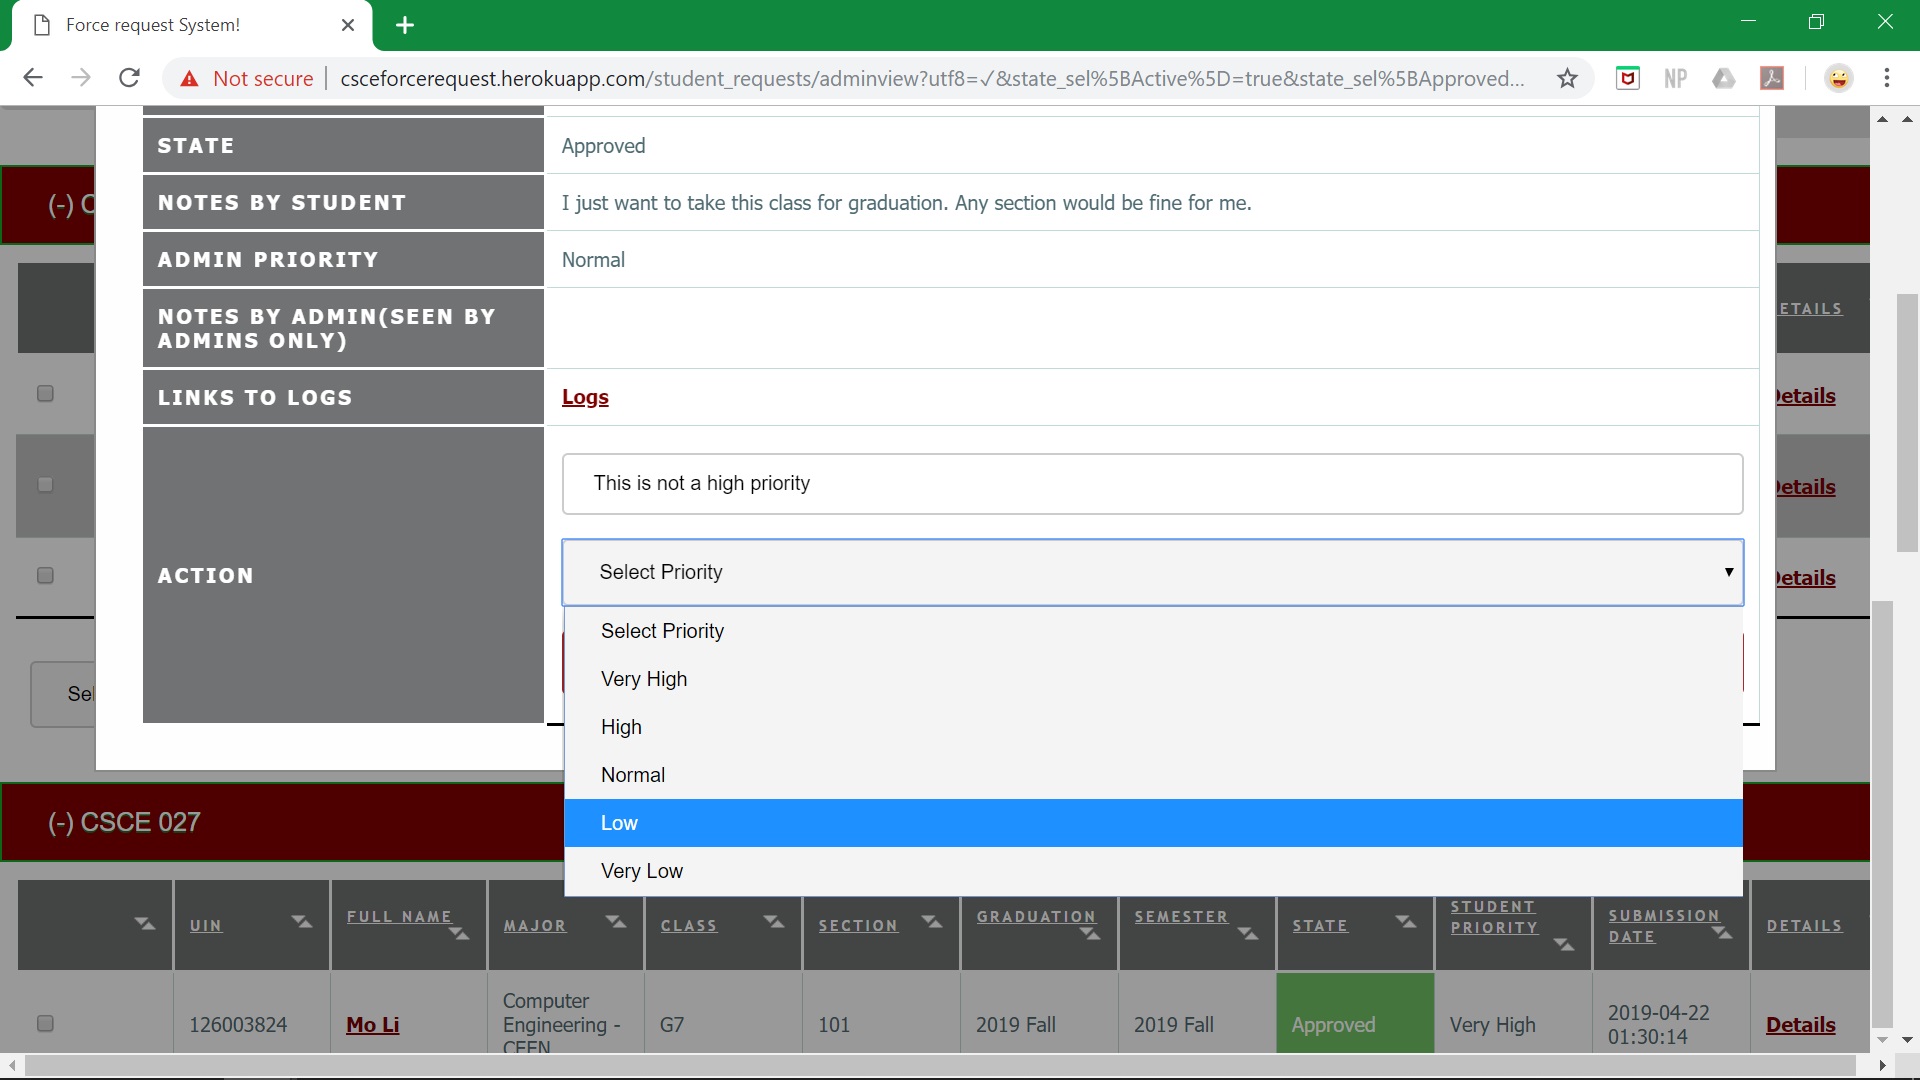 Force request System!
Not secure
csceforcerequest.herokuapp.com/student_requests/adminview?utf8=✓&state_sel%5BActive%5D=true&state_sel%5BApproved...
NP
STATE
Approved
(-) C
NOTES BY STUDENT
I just want to take this class for graduation. Any section would be fine for me.
ADMIN PRIORITY
Normal
NOTES BY ADMIN(SEEN BY
ADMINS ONLY)
ETAILS
LINKS TO LOGS
Logs
Details
This is not a high priority
Details
ACTION
Select Priority
Details
Select Priority
Very High
Sel
High
Normal
Low
Very Low
(-) CSCE 027
UIN
FULL NAME
MAJOR
CLASS
SECTION
GRADUATION
SEMESTER
STATE
STUDENT
PRIORITY
SUBMISSION
DATE
DETAILS
126003824
Mo Li
Computer
Engineering -
CEEN
G7
101
2019 Fall
2019 Fall
Approved
Very High
2019-04-22
01:30:14
Details